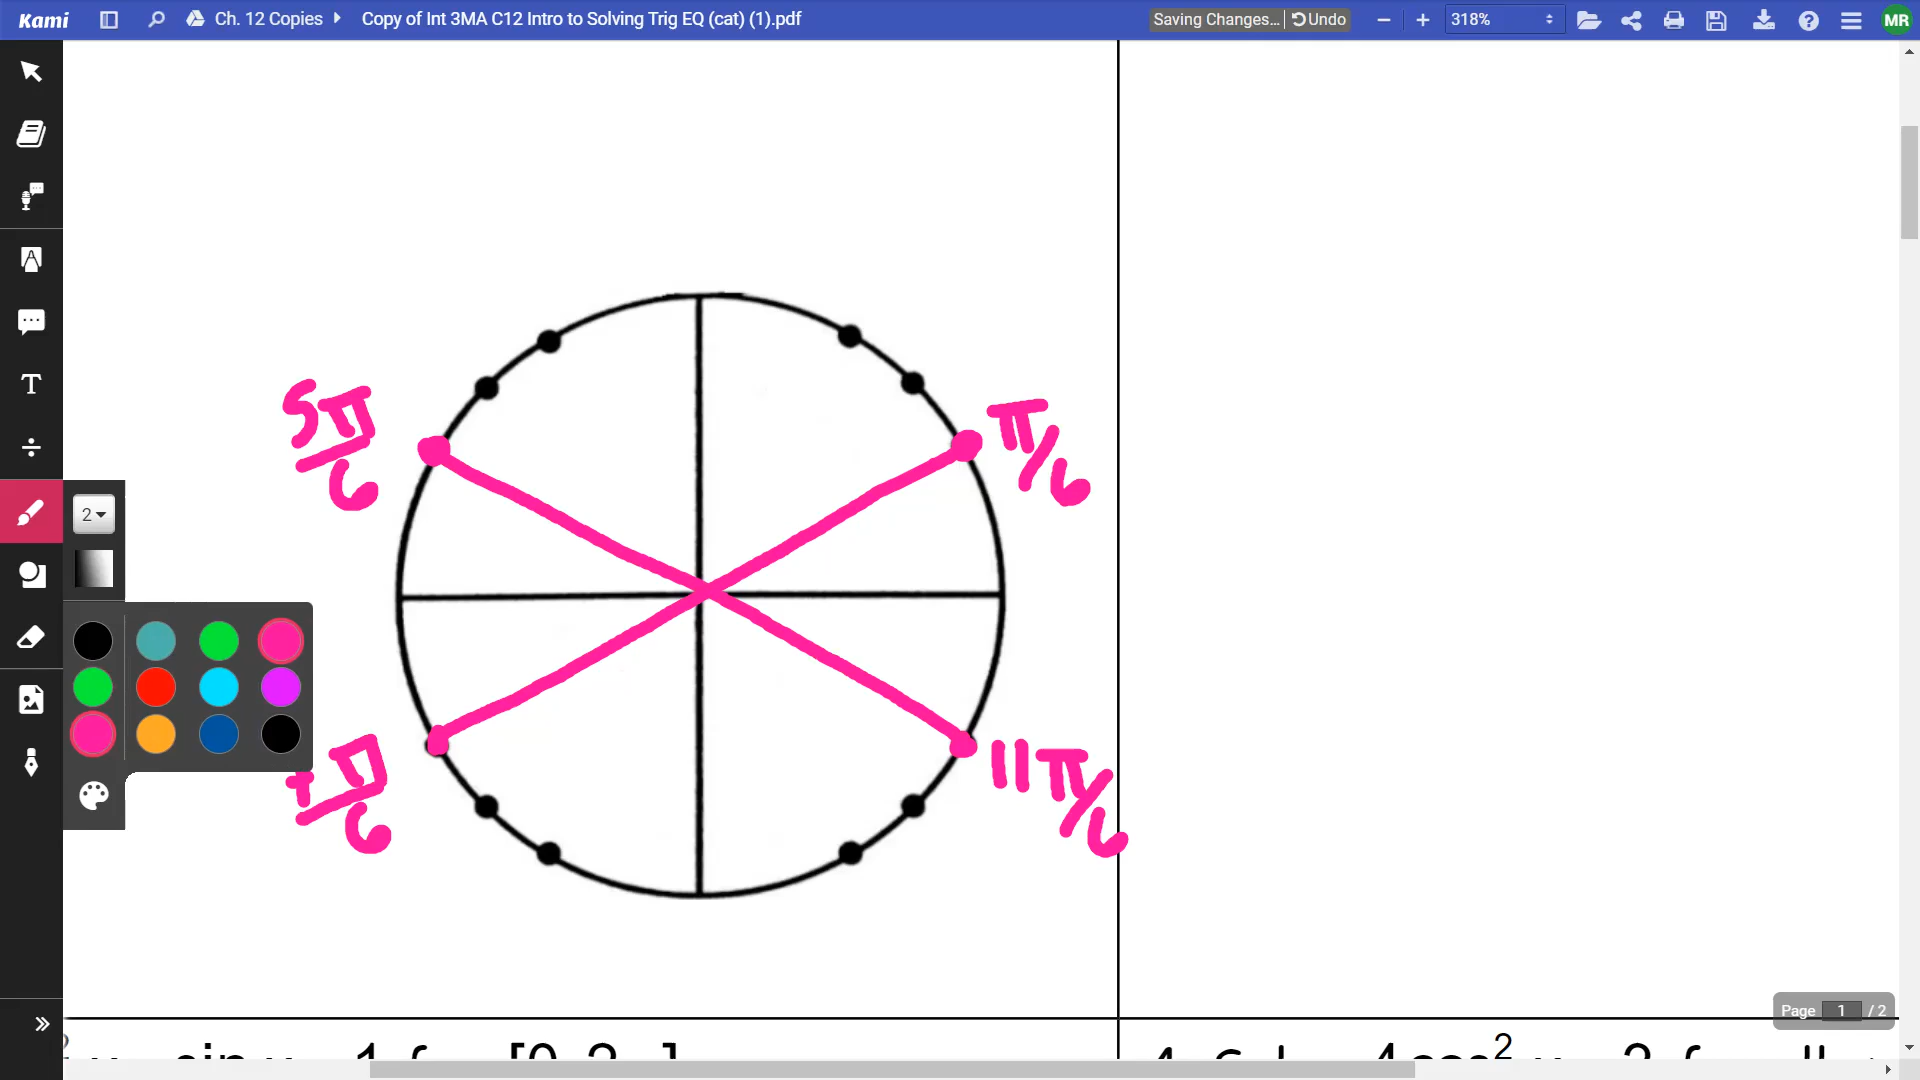 Kami Ch. 12 Copies Copy of Int 3MA C12 Intro to Solving Trig EQ (cat) (1).pdf Saving Changes... Undo 318% MR
5π/6
π/6
2
11π/6
π/6
Page 1 / 2